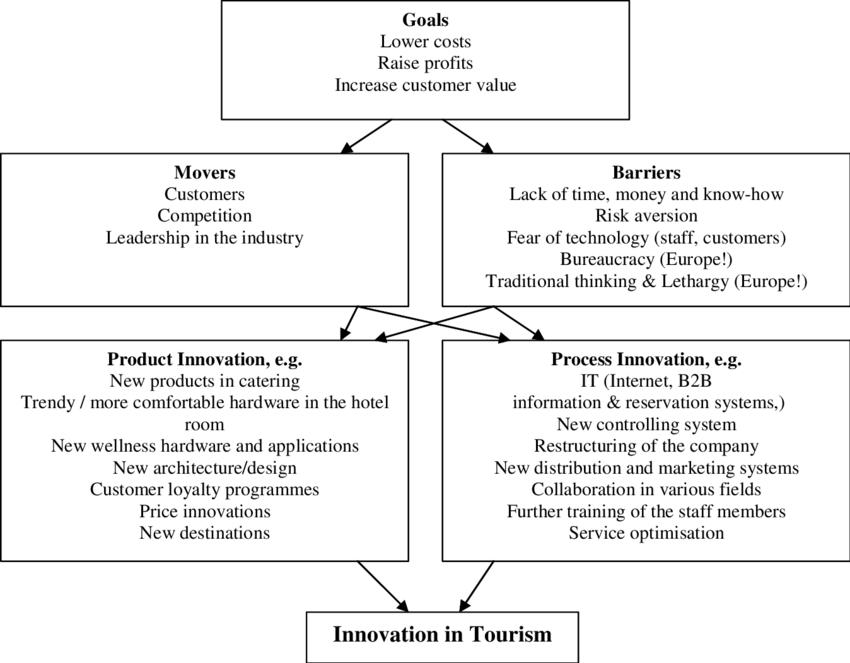 Goals
Lower costs
Raise profits
Increase customer value
Movers
Customers
Competition
Leadership in the industry
Barriers
Lack of time, money and know-how
Risk aversion
Fear of technology (staff, customers)
Bureaucracy (Europe!)
Traditional thinking & Lethargy (Europe!)
Product Innovation, e.g.
New products in catering
Trendy / more comfortable hardware in the hotel
room
New wellness hardware and applications
New architecture/design
Customer loyalty programmes
Price innovations
New destinations
Process Innovation, e.g.
IT (Internet, B2B
information & reservation systems,)
New controlling system
Restructuring of the company
New distribution and marketing systems
Collaboration in various fields
Further training of the staff members
Service optimisation
Innovation in Tourism